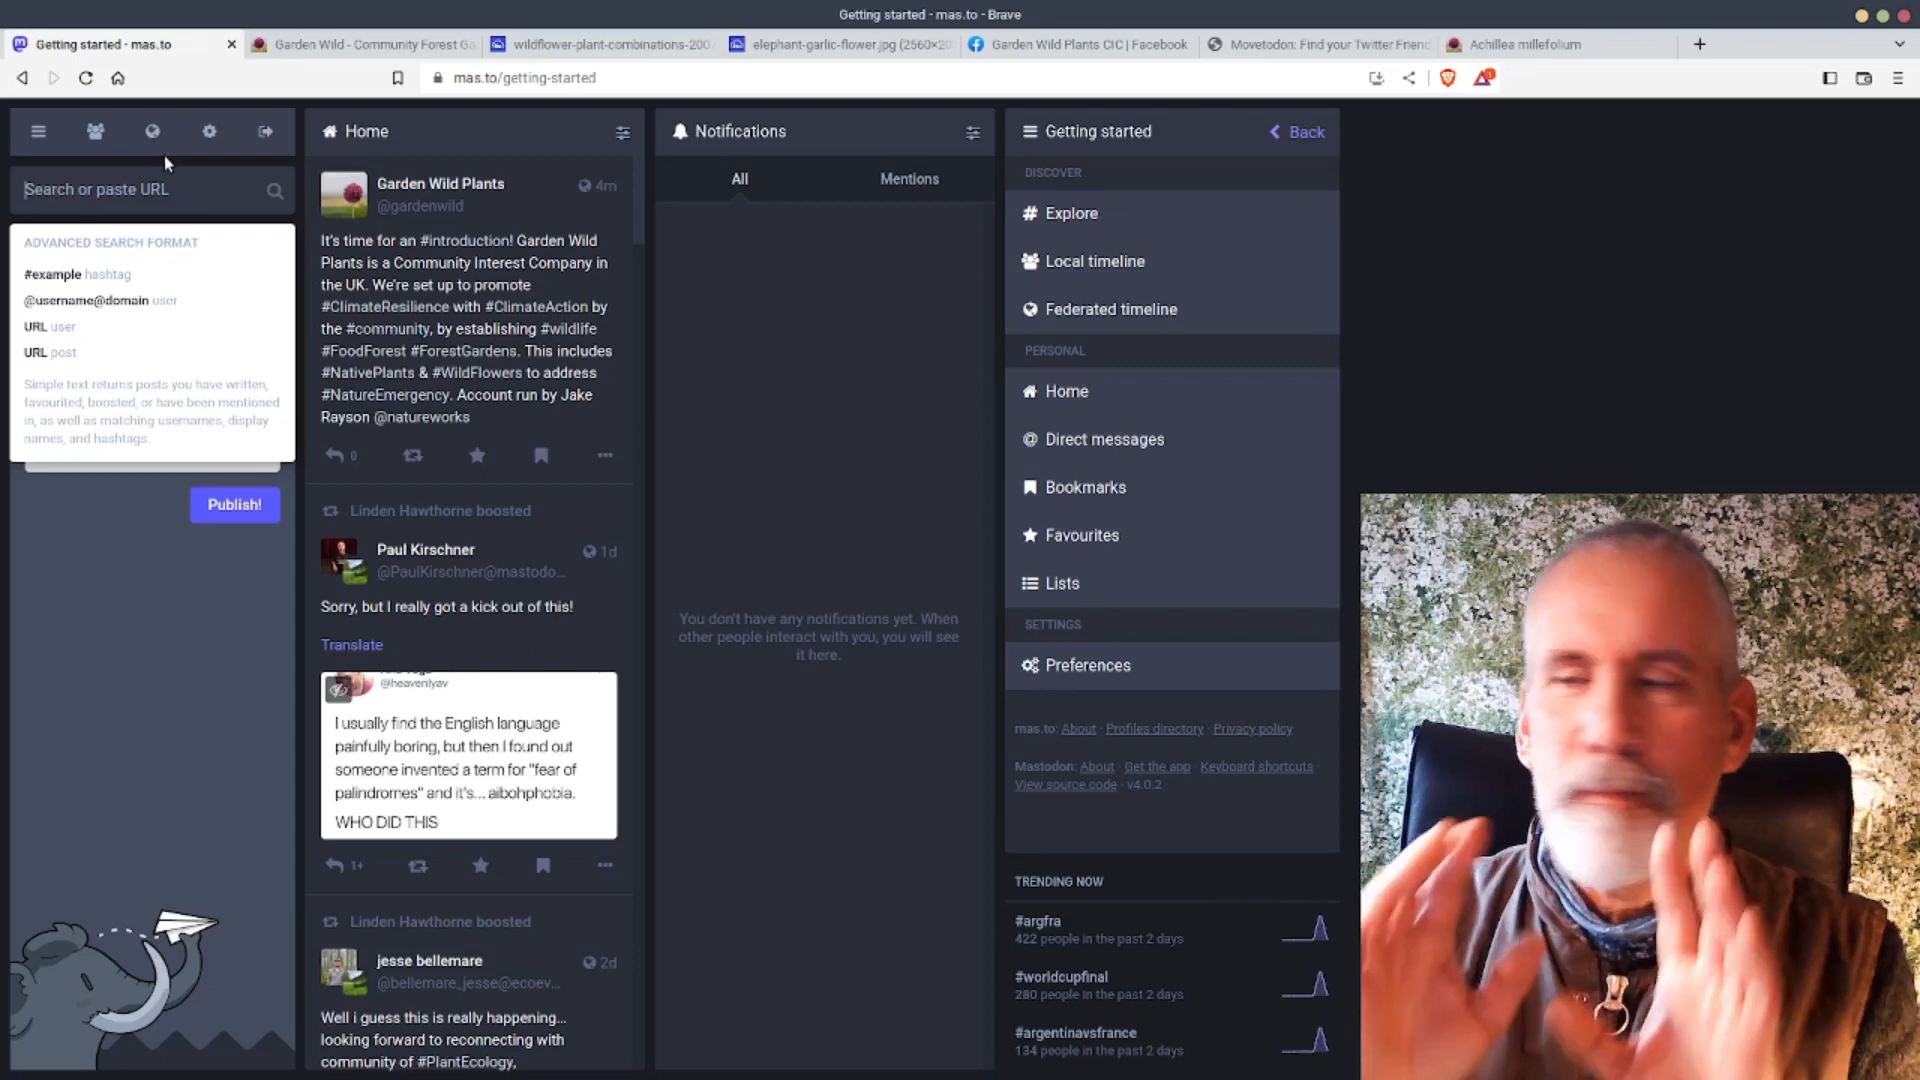 Getting started - mas.to - Brave
Getting started - mas.to
Garden Wild - Community Forest Ga
wildflower-plant-combinations-200
elephant-garlic-flower.jpg (2560×20
Garden Wild Plants CIC | Facebook
Movetodon: Find your Twitter Friend
Achillea millefolium
mas.to/getting-started
Search or paste URL
ADVANCED SEARCH FORMAT
#example hashtag
@username@domain user
URL user
URL post
Simple text returns posts you have written,
favourited, boosted, or have been mentioned
in, as well as matching usernames, display
names, and hashtags.
Publish!
Home
Garden Wild Plants
4m
@gardenwild
It's time for an #introduction! Garden Wild
Plants is a Community Interest Company in
the UK. We're set up to promote
#ClimateResilience with #ClimateAction by
the #community, by establishing #wildlife
#FoodForest #ForestGardens. This includes
#NativePlants & #WildFlowers to address
#NatureEmergency. Account run by Jake
Rayson @natureworks
0
Linden Hawthorne boosted
Paul Kirschner
1d
@PaulKirschner@mastodo...
Sorry, but I really got a kick out of this!
Translate
@heavenlyav
I usually find the English language
painfully boring, but then I found out
someone invented a term for "fear of
palindromes" and it's... aibohphobia.
WHO DID THIS
1+
Linden Hawthorne boosted
jesse bellemare
2d
@bellemare_jesse@ecoev...
Well i guess this is really happening...
looking forward to reconnecting with
community of #PlantEcology,
Notifications
All
Mentions
You don't have any notifications yet. When
other people interact with you, you will see
it here.
Getting started
Back
DISCOVER
Explore
Local timeline
Federated timeline
PERSONAL
Home
Direct messages
Bookmarks
Favourites
Lists
SETTINGS
Preferences
mas.to: About · Profiles directory · Privacy policy
Mastodon: About · Get the app · Keyboard shortcuts ·
View source code · v4.0.2
TRENDING NOW
#argfra
422 people in the past 2 days
#worldcupfinal
280 people in the past 2 days
#argentinavsfrance
134 people in the past 2 days